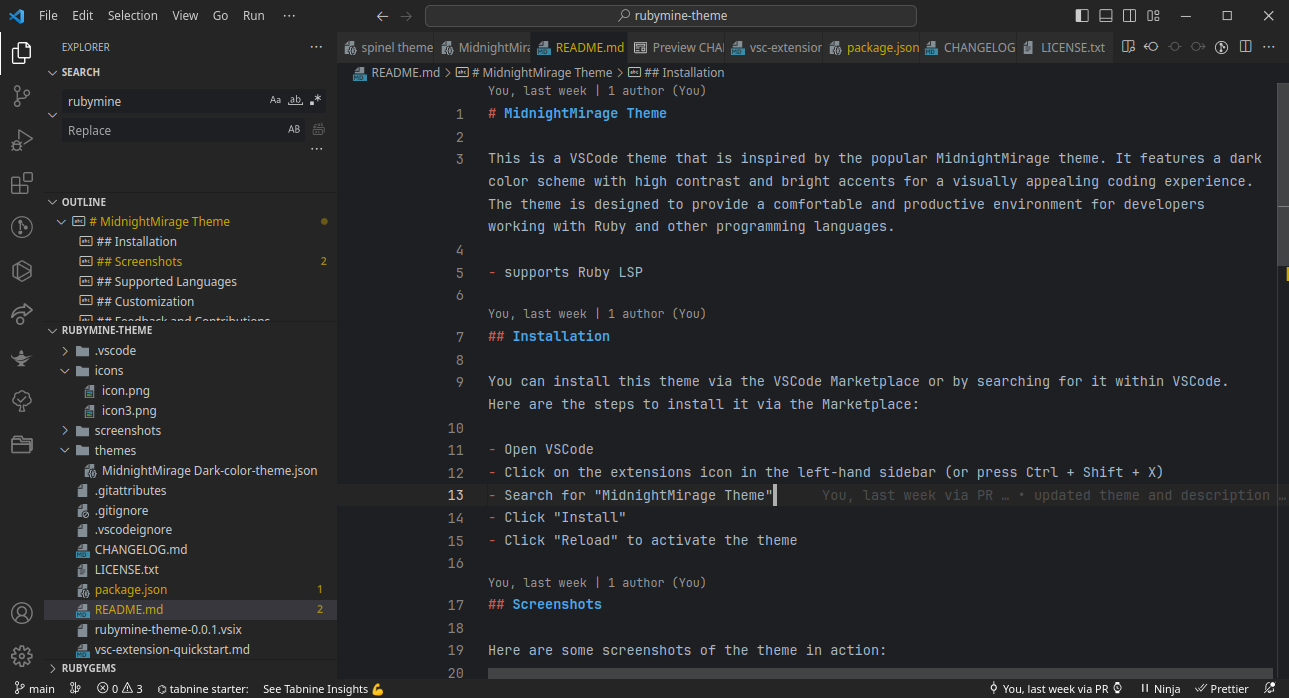 File Edit Selection View Go Run ··· rubymine-theme
EXPLORER ···
SEARCH
rubymine Aa ab .*
Replace AB
···
OUTLINE
# MidnightMirage Theme
## Installation
## Screenshots 2
## Supported Languages
## Customization
## Feedback and Contributions
RUBYMINE-THEME
.vscode
icons
icon.png
icon3.png
screenshots
themes
MidnightMirage Dark-color-theme.json
.gitattributes
.gitignore
.vscodeignore
CHANGELOG.md
LICENSE.txt
package.json 1
README.md 2
rubymine-theme-0.0.1.vsix
vsc-extension-quickstart.md
RUBYGEMS
spinel theme MidnightMira README.md Preview CHA vsc-extension package.json CHANGELOG LICENSE.txt ···
README.md > # MidnightMirage Theme > ## Installation
You, last week | 1 author (You)
1 # MidnightMirage Theme
2
3 This is a VSCode theme that is inspired by the popular MidnightMirage theme. It features a dark
color scheme with high contrast and bright accents for a visually appealing coding experience.
The theme is designed to provide a comfortable and productive environment for developers
working with Ruby and other programming languages.
4
5 - supports Ruby LSP
6
You, last week | 1 author (You)
7 ## Installation
8
9 You can install this theme via the VSCode Marketplace or by searching for it within VSCode.
Here are the steps to install it via the Marketplace:
10
11 - Open VSCode
12 - Click on the extensions icon in the left-hand sidebar (or press Ctrl + Shift + X)
13 - Search for "MidnightMirage Theme" You, last week via PR … • updated theme and description …
14 - Click "Install"
15 - Click "Reload" to activate the theme
16
You, last week | 1 author (You)
17 ## Screenshots
18
19 Here are some screenshots of the theme in action:
20
main 0 3 tabnine starter: See Tabnine Insights 💪 You, last week via PR Ninja Prettier